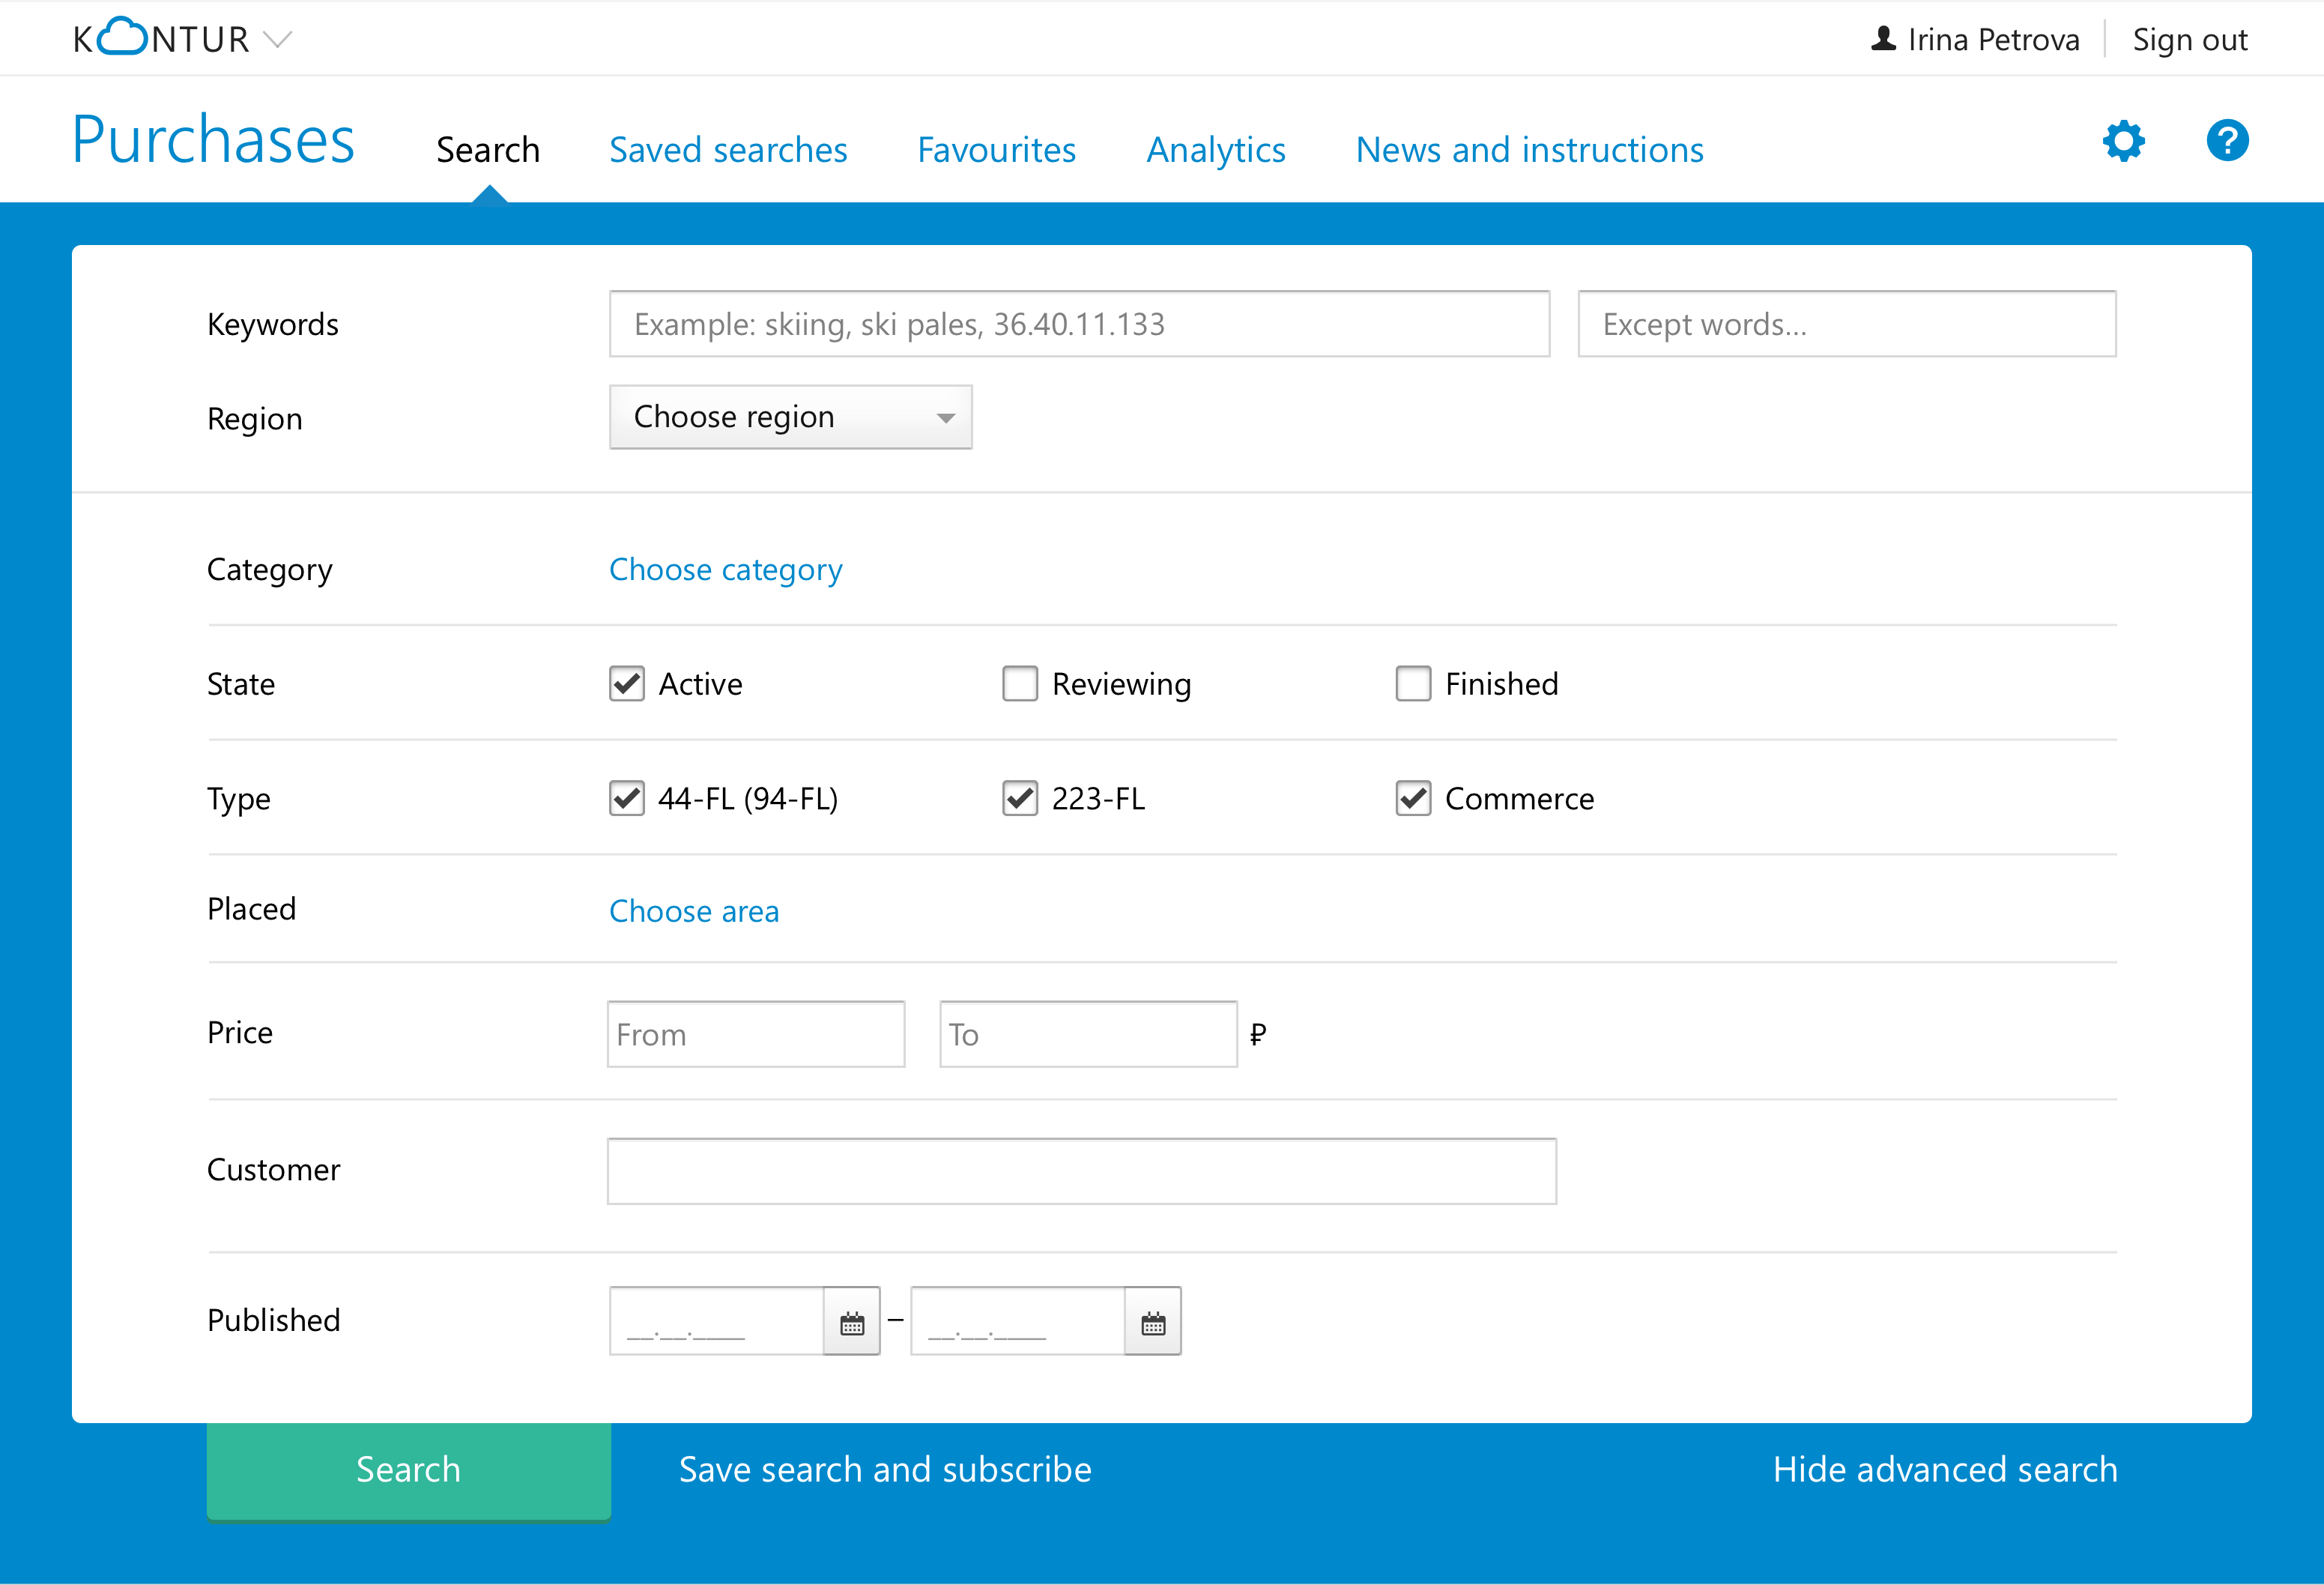 KONTUR
Irina Petrova
Sign out
Purchases
Search
Saved searches
Favourites
Analytics
News and instructions
?
Keywords
Example: skiing, ski pales, 36.40.11.133
Except words...
Region
Choose region
Category
Choose category
State
Active
Reviewing
Finished
Type
44-FL (94-FL)
223-FL
Commerce
Placed
Choose area
Price
From
To
₽
Customer
Published
__.__.____
–
__.__.____
Search
Save search and subscribe
Hide advanced search